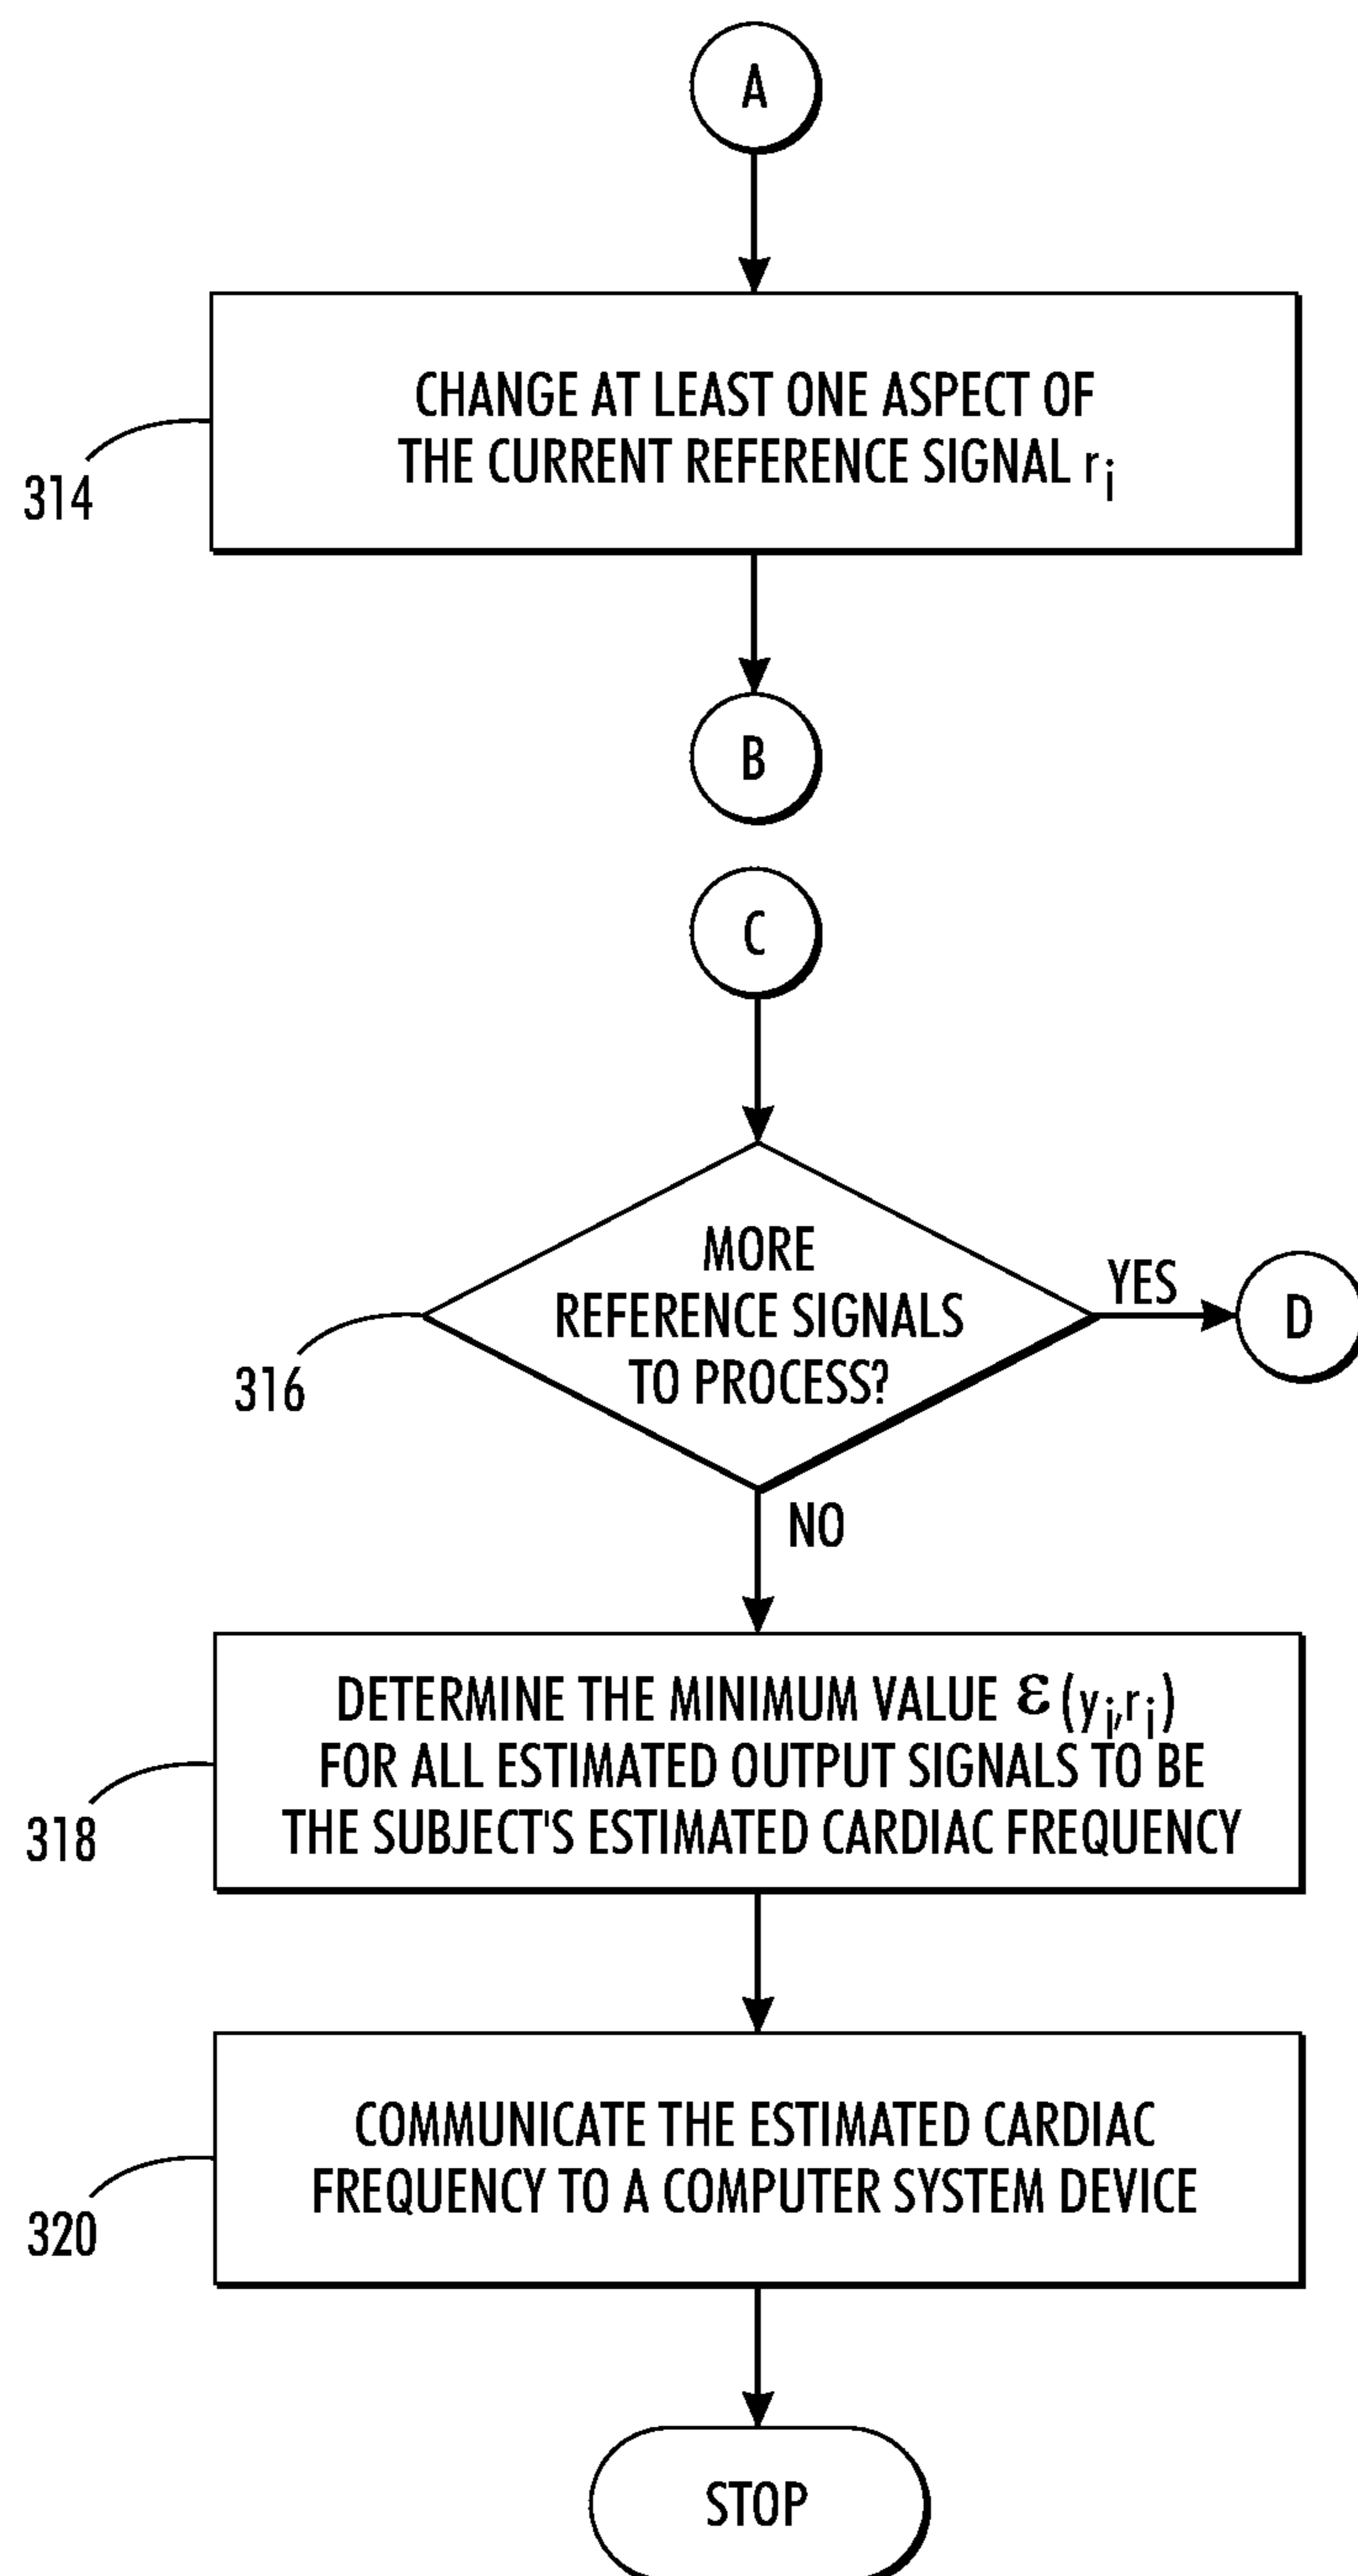 A
CHANGE AT LEAST ONE ASPECT OF
THE CURRENT REFERENCE SIGNAL ri
314
B
C
MORE
REFERENCE SIGNALS
TO PROCESS?
YES
D
316
NO
DETERMINE THE MINIMUM VALUE ε(yi,ri)
FOR ALL ESTIMATED OUTPUT SIGNALS TO BE
THE SUBJECT'S ESTIMATED CARDIAC FREQUENCY
318
COMMUNICATE THE ESTIMATED CARDIAC
FREQUENCY TO A COMPUTER SYSTEM DEVICE
320
STOP